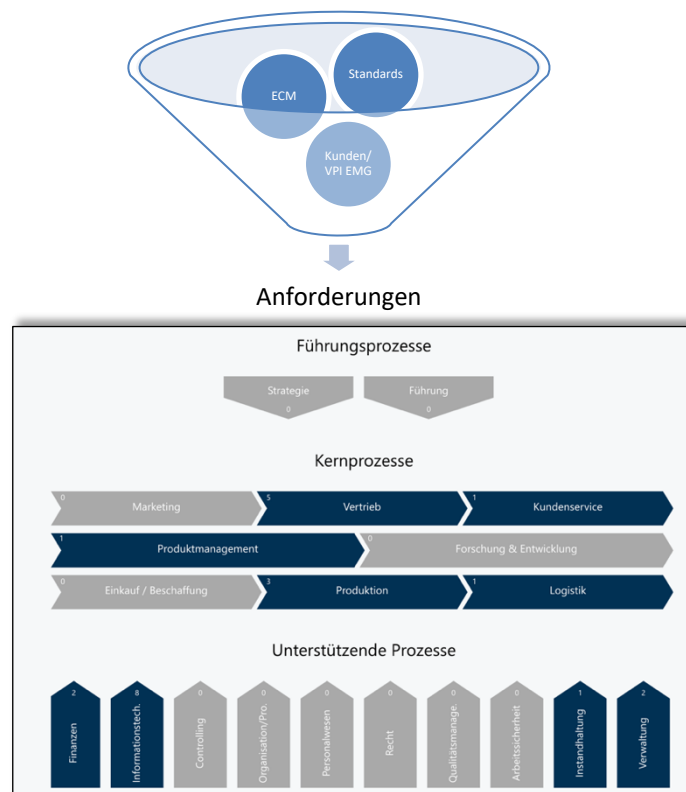 Standards
ECM
Kunden/
VPI EMG
Anforderungen
Führungsprozesse
Strategie
0
Führung
0
Kernprozesse
0
Marketing
5
Vertrieb
1
Kundenservice
1
Produktmanagement
0
Forschung & Entwicklung
0
Einkauf / Beschaffung
3
Produktion
1
Logistik
Unterstützende Prozesse
2
Finanzen
8
Informationstech.
0
Controlling
0
Organisation/Pro.
0
Personalwesen
0
Recht
0
Qualitätsmanage.
0
Arbeitssicherheit
1
Instandhaltung
2
Verwaltung